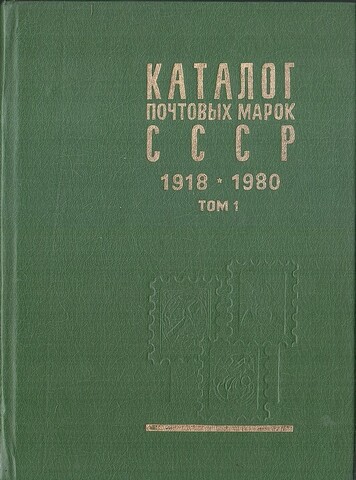 КАТАЛОГ
ПОЧТОВЫХ МАРОК
СССР
1918 * 1980
ТОМ 1